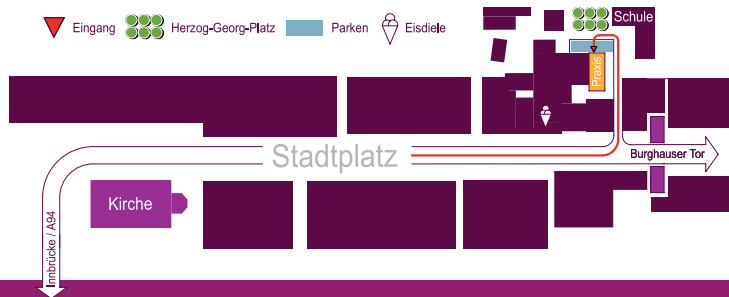 Eingang
Herzog-Georg-Platz
Parken
Eisdiele
Schule
Praxis
Stadtplatz
Burghauser Tor
Kirche
Innbrücke / A94